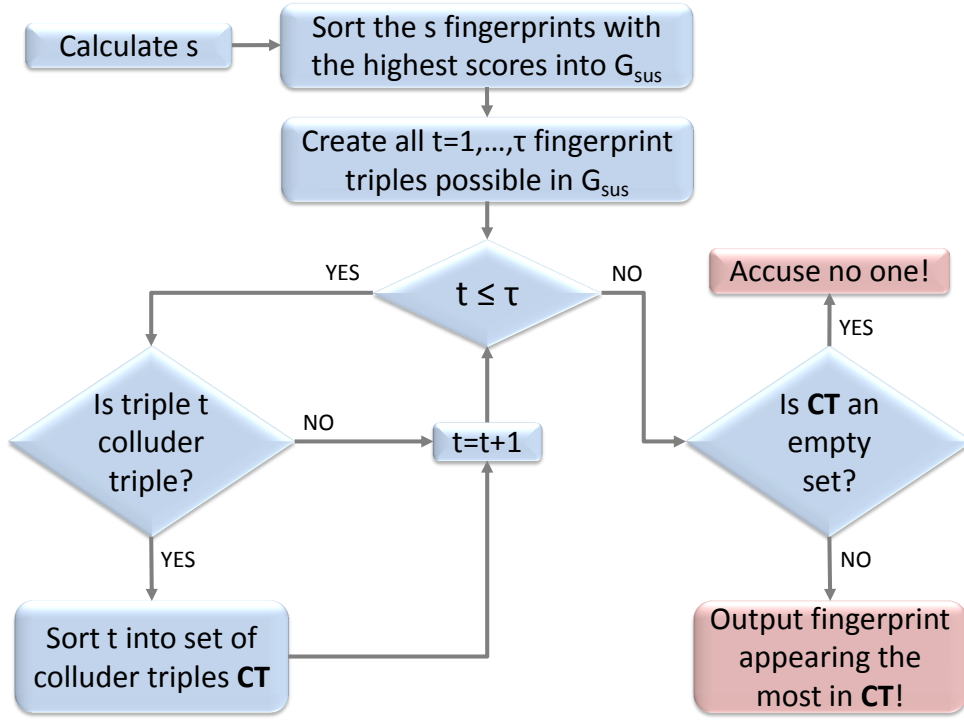 Calculate s
Sort the s fingerprints with
the highest scores into G_sus
Create all t=1,...,τ fingerprint
triples possible in G_sus
t ≤ τ
YES
NO
Is triple t
colluder
triple?
NO
YES
t=t+1
Sort t into set of
colluder triples CT
Accuse no one!
YES
Is CT an
empty
set?
NO
Output fingerprint
appearing the
most in CT!